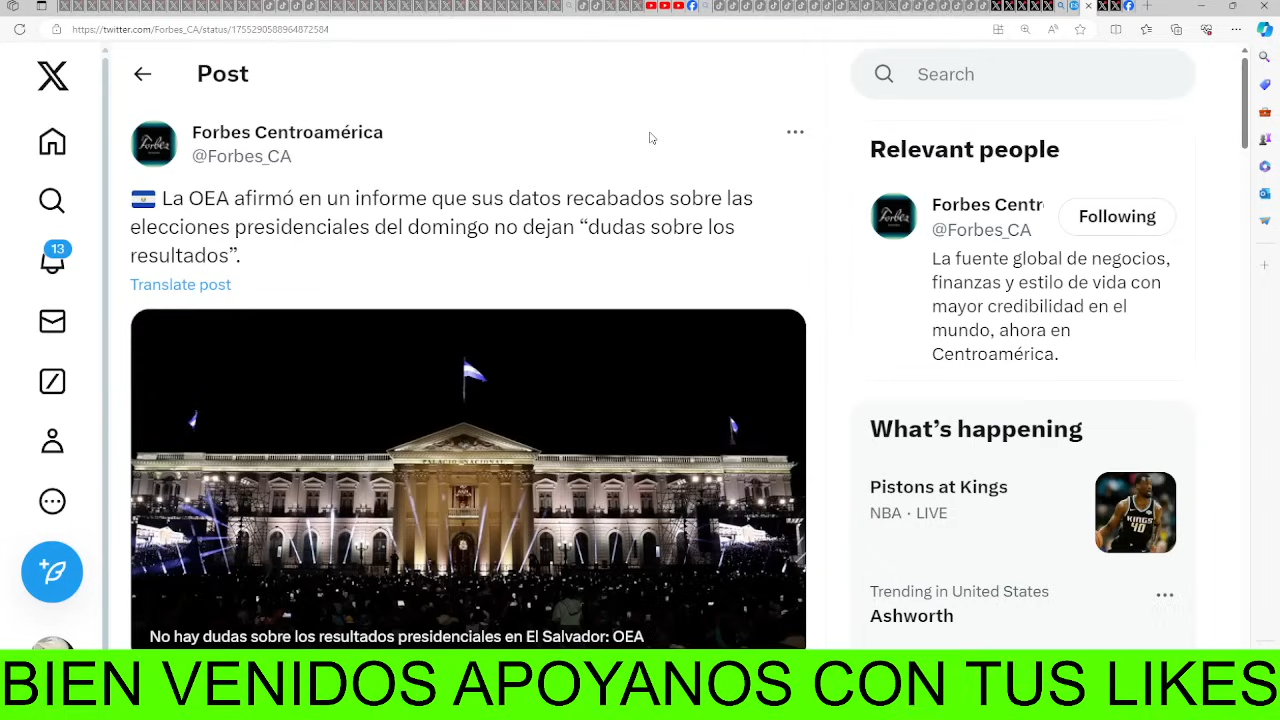 https://twitter.com/Forbes_CA/status/1755290588964872584
Post
Search
Forbes Centroamérica
@Forbes_CA
La OEA afirmó en un informe que sus datos recabados sobre las
elecciones presidenciales del domingo no dejan “dudas sobre los
resultados”.
Translate post
PALACIO NACIONAL
No hay dudas sobre los resultados presidenciales en El Salvador: OEA
13
Relevant people
Forbes Centr
@Forbes_CA
Following
La fuente global de negocios,
finanzas y estilo de vida con
mayor credibilidad en el
mundo, ahora en
Centroamérica.
What’s happening
Pistons at Kings
NBA · LIVE
KINGS
40
Trending in United States
Ashworth
BIEN VENIDOS APOYANOS CON TUS LIKES